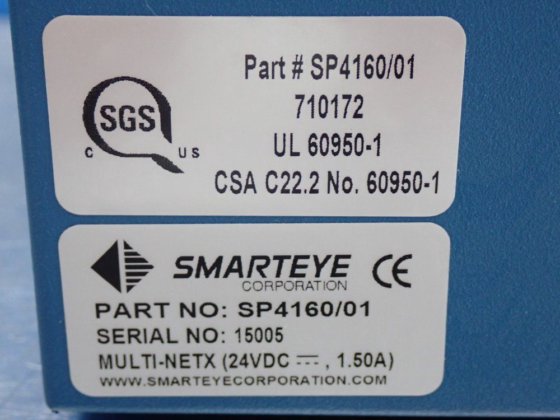 Part # SP4160/01
710172
UL 60950-1
CSA C22.2 No. 60950-1
SGS
C US
SMARTEYE
CORPORATION
CE
PART NO: SP4160/01
SERIAL NO: 15005
MULTI-NETX (24VDC ⎓, 1.50A)
WWW.SMARTEYECORPORATION.COM